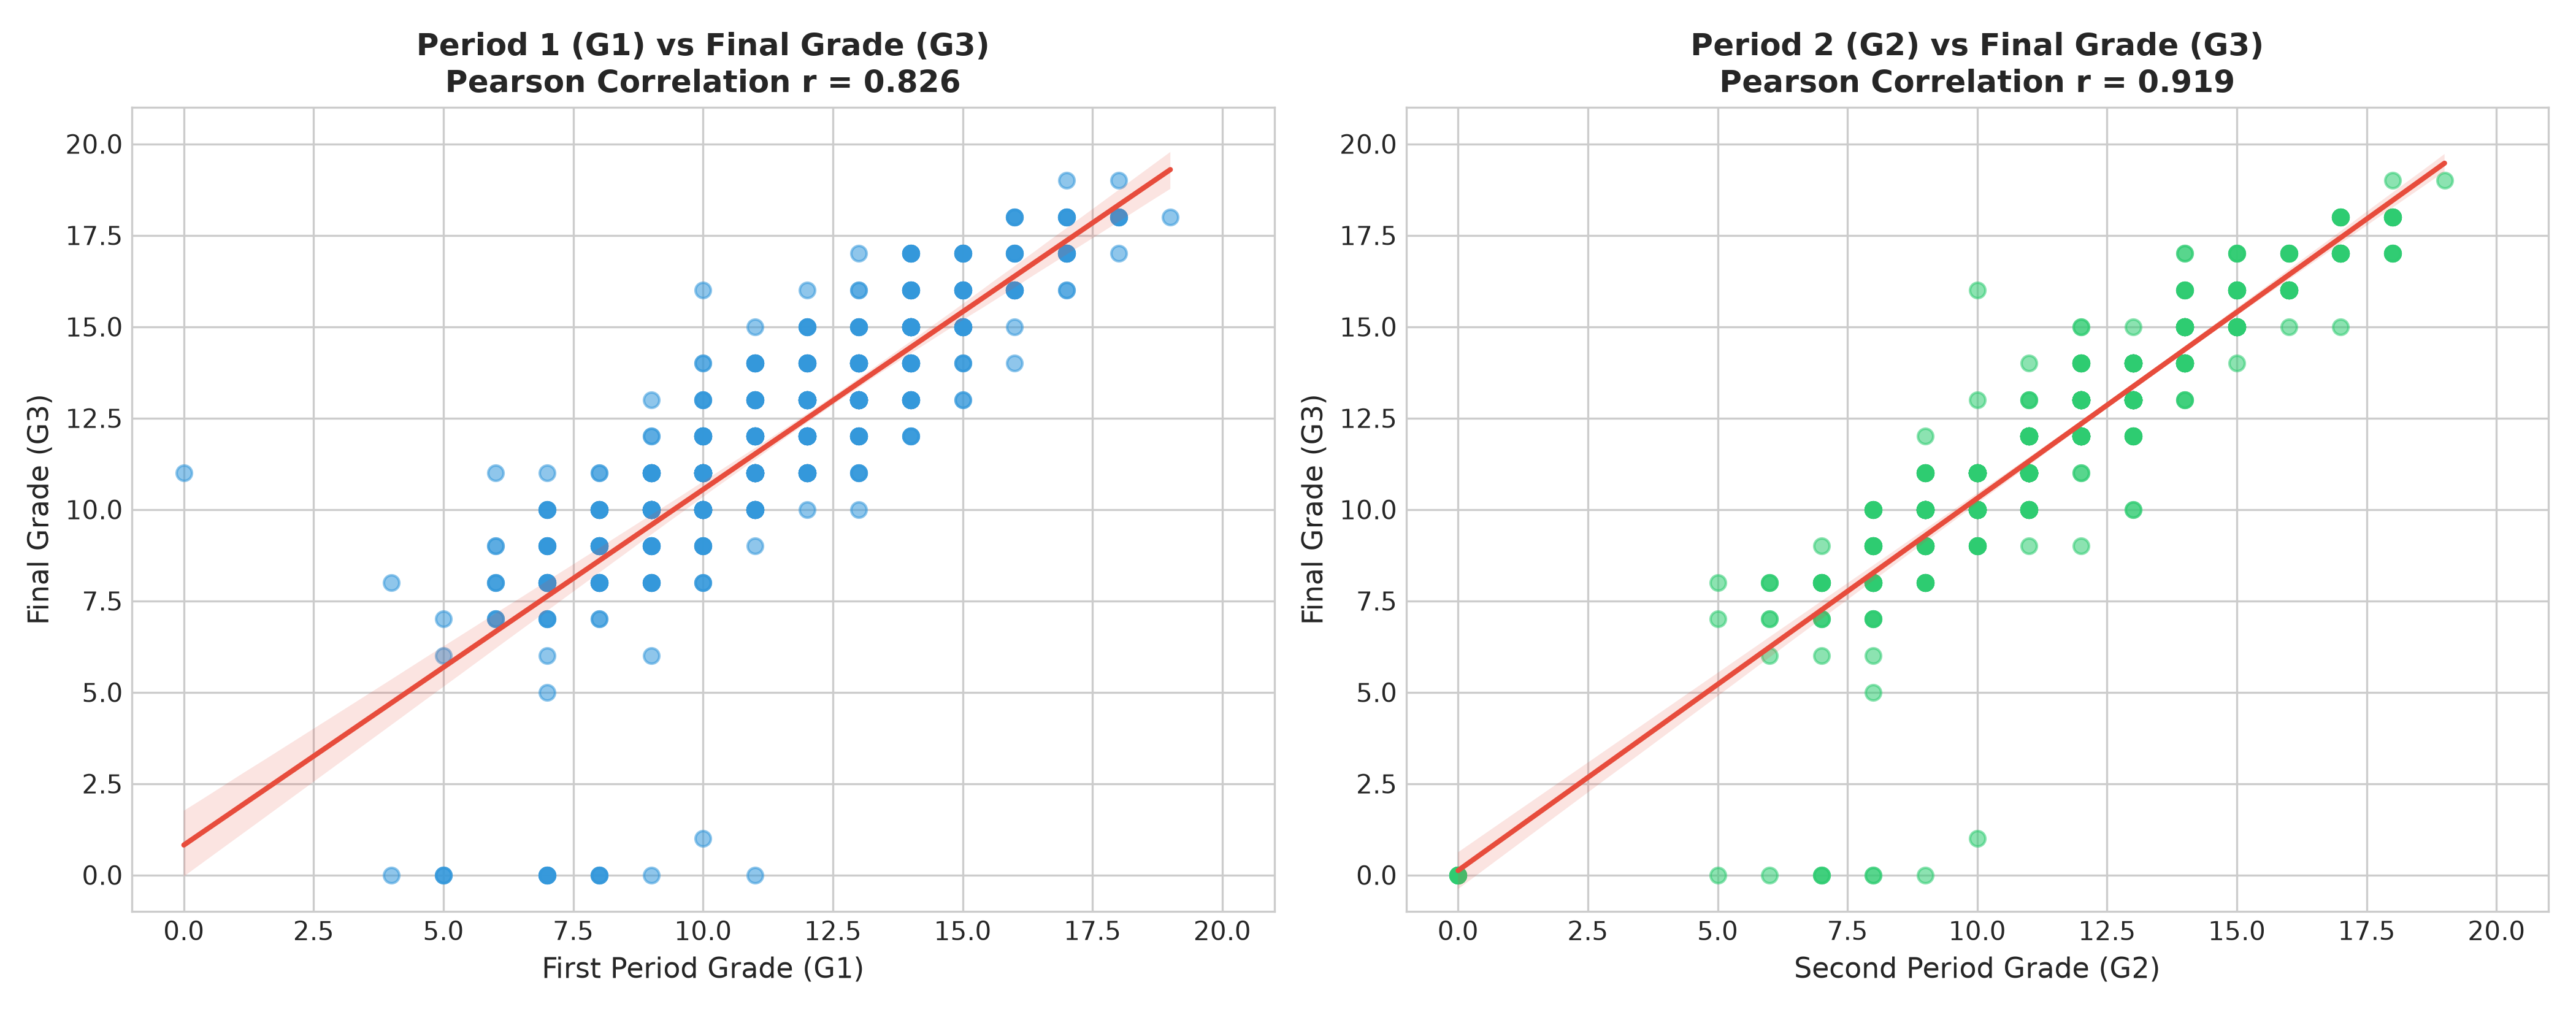 Period 1 (G1) vs Final Grade (G3)
Pearson Correlation r = 0.826
20.0
17.5
15.0
12.5
10.0
7.5
5.0
2.5
0.0
Final Grade (G3)
0.0 2.5 5.0 7.5 10.0 12.5 15.0 17.5 20.0
First Period Grade (G1)
Period 2 (G2) vs Final Grade (G3)
Pearson Correlation r = 0.919
20.0
17.5
15.0
12.5
10.0
7.5
5.0
2.5
0.0
Final Grade (G3)
0.0 2.5 5.0 7.5 10.0 12.5 15.0 17.5 20.0
Second Period Grade (G2)